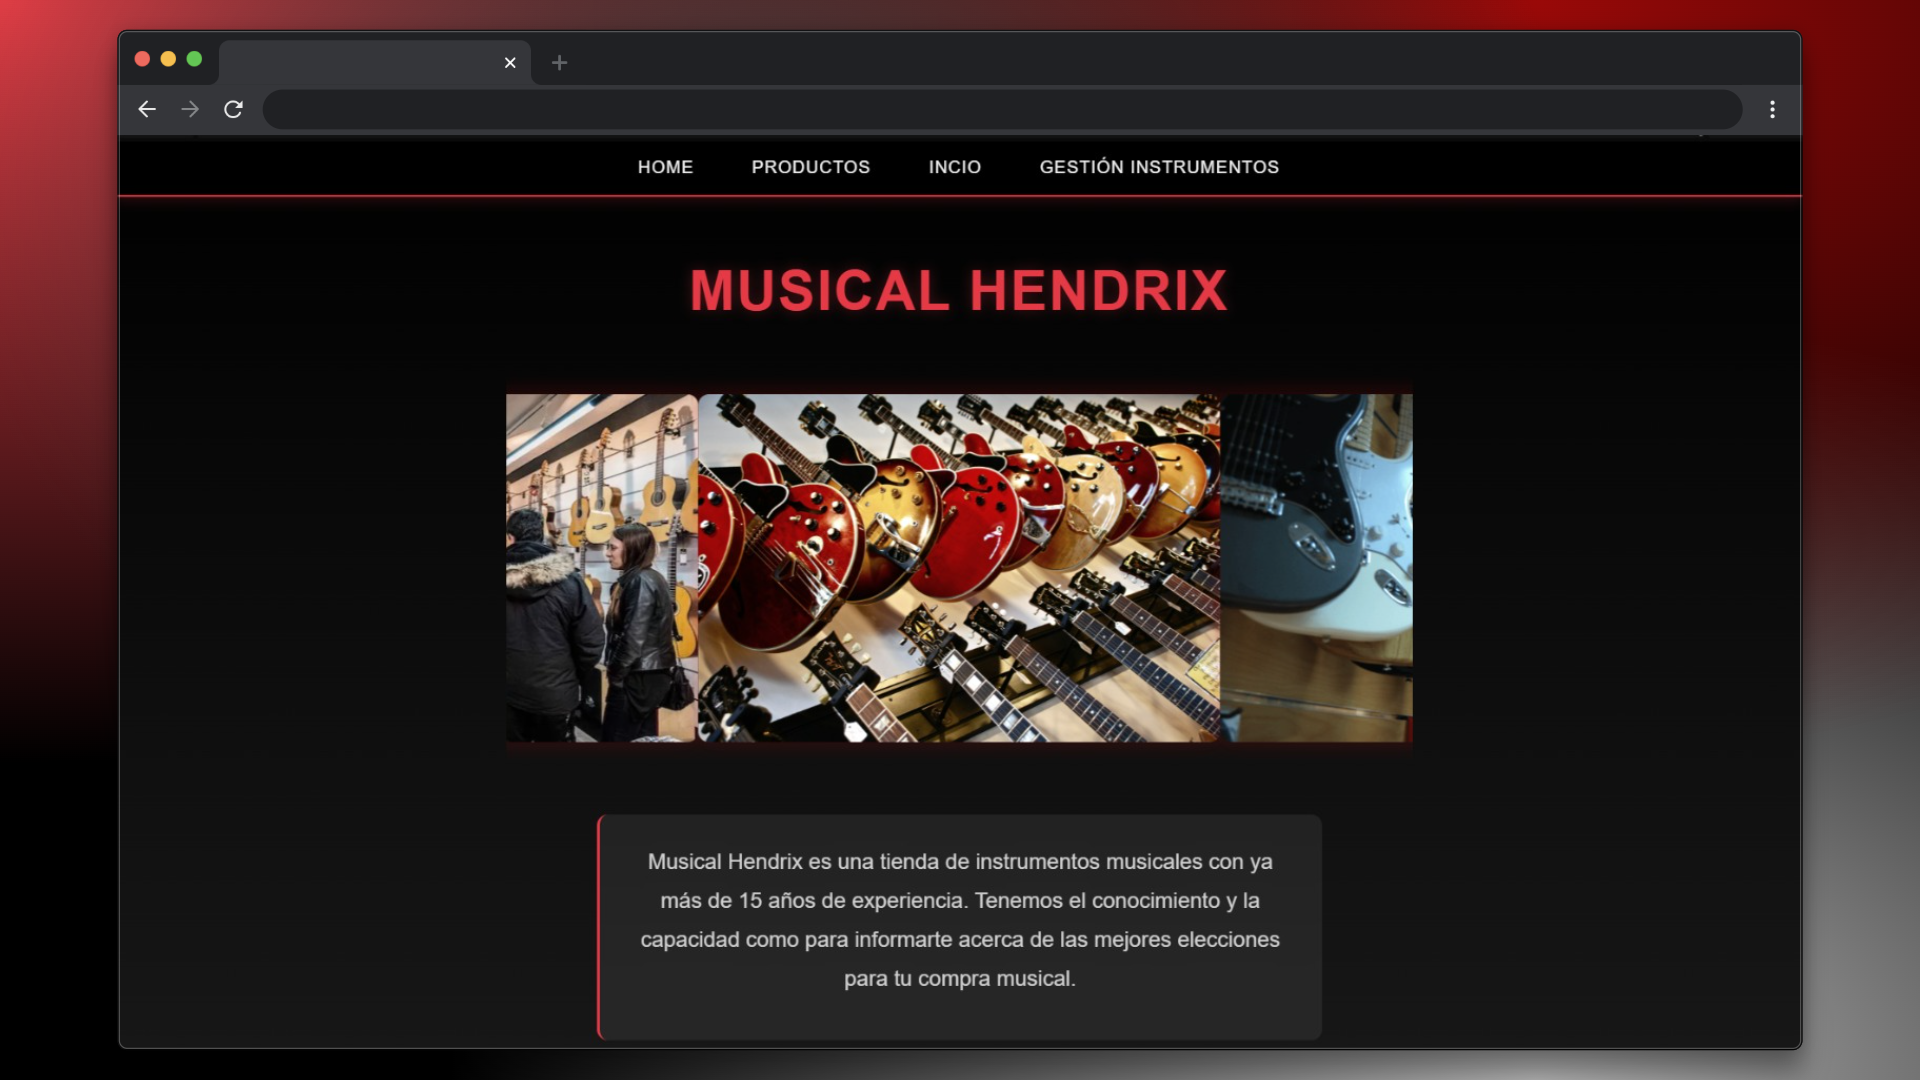 HOME PRODUCTOS INCIO GESTIÓN INSTRUMENTOS
MUSICAL HENDRIX
Musical Hendrix es una tienda de instrumentos musicales con ya
más de 15 años de experiencia. Tenemos el conocimiento y la
capacidad como para informarte acerca de las mejores elecciones
para tu compra musical.